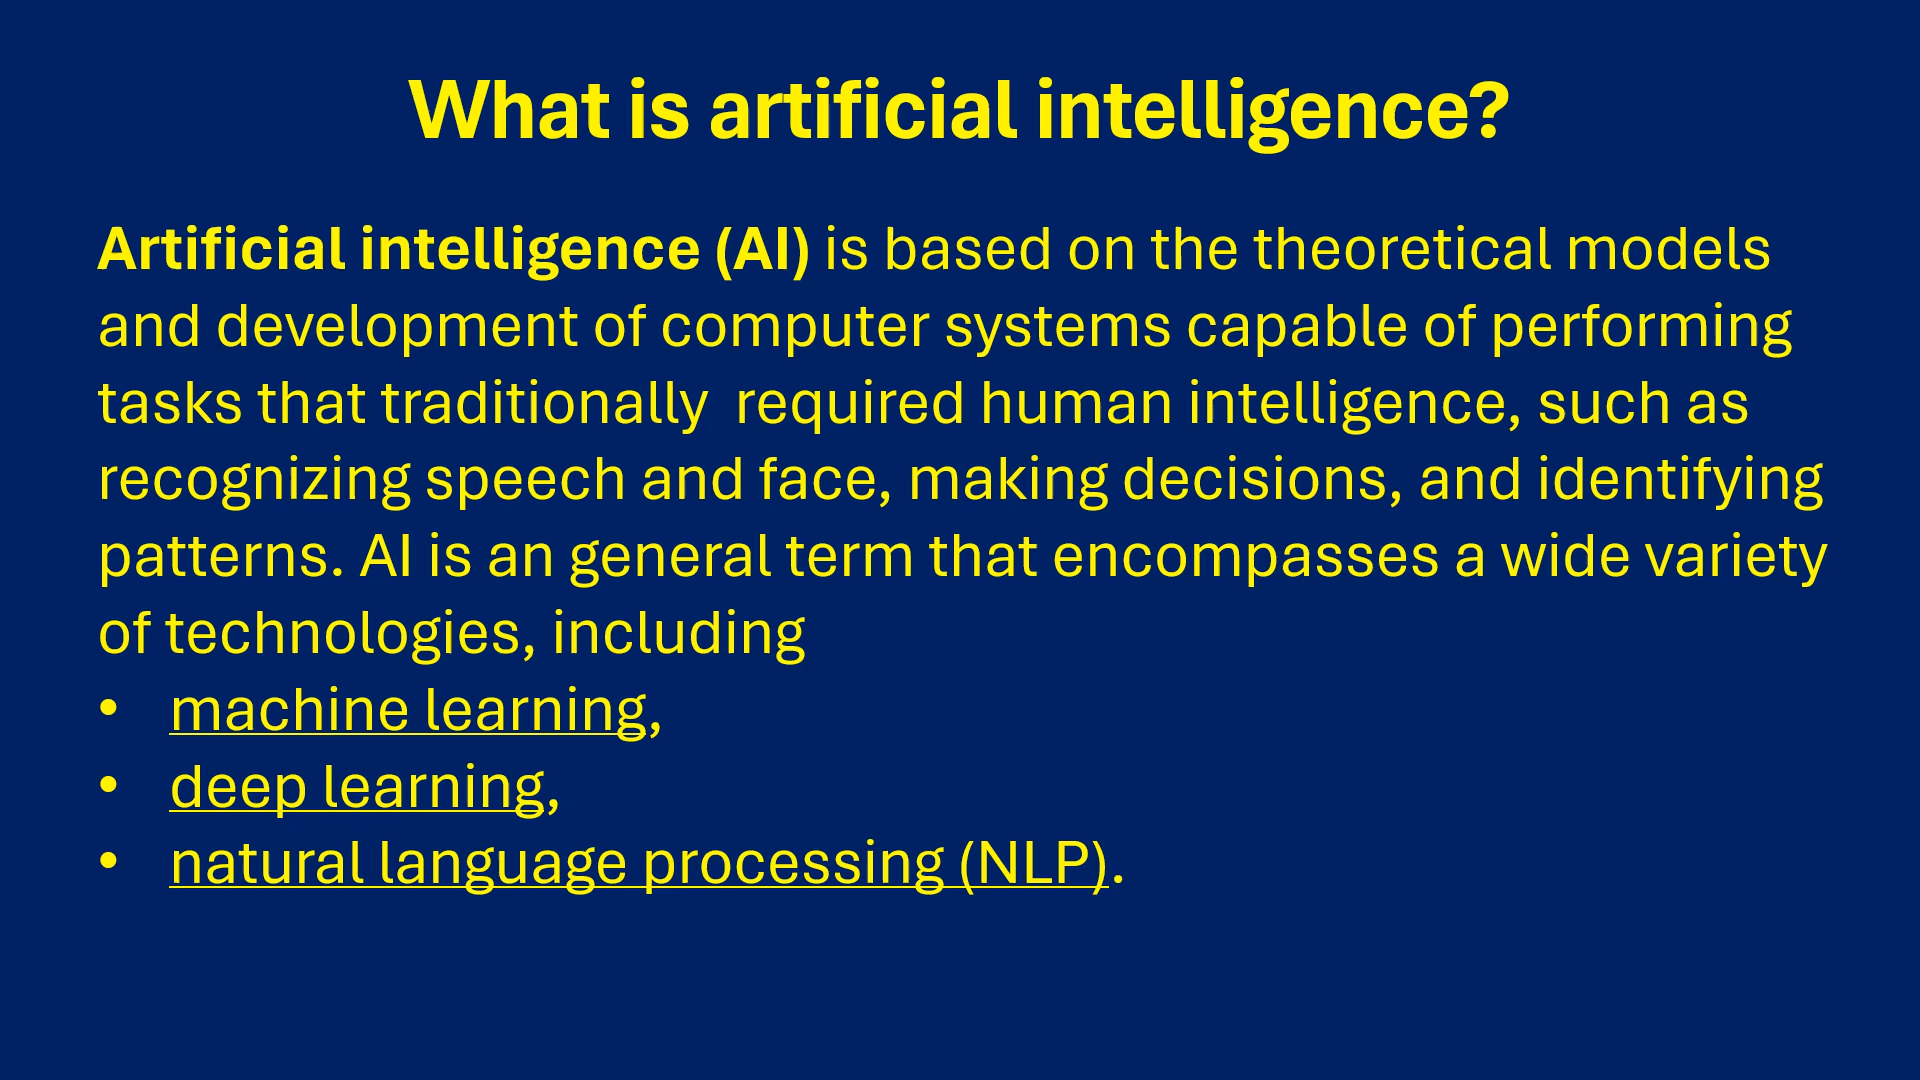 What is artificial intelligence?
Artificial intelligence (AI) is based on the theoretical models
and development of computer systems capable of performing
tasks that traditionally  required human intelligence, such as
recognizing speech and face, making decisions, and identifying
patterns. AI is an general term that encompasses a wide variety
of technologies, including
• machine learning,
• deep learning,
• natural language processing (NLP).